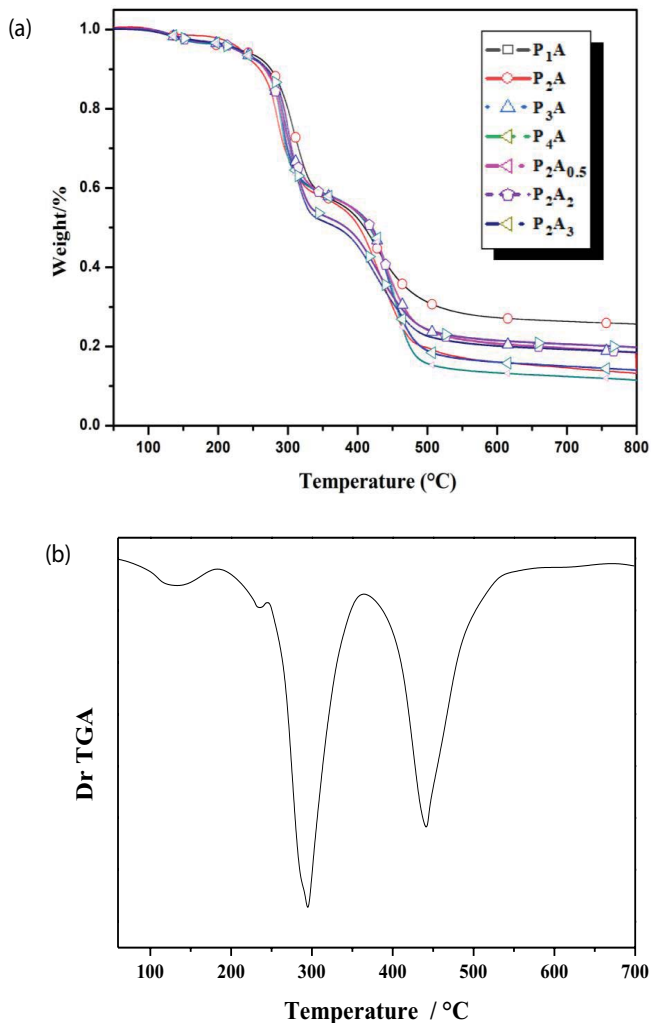 (a)
1.0
0.8
0.6
0.4
0.2
0.0
Weight/%
P₁A
P₂A
P₃A
P₄A
P₂A₀.₅
P₂A₂
P₂A₃
100 200 300 400 500 600 700 800
Temperature (°C)
(b)
Dr TGA
100 200 300 400 500 600 700
Temperature / °C